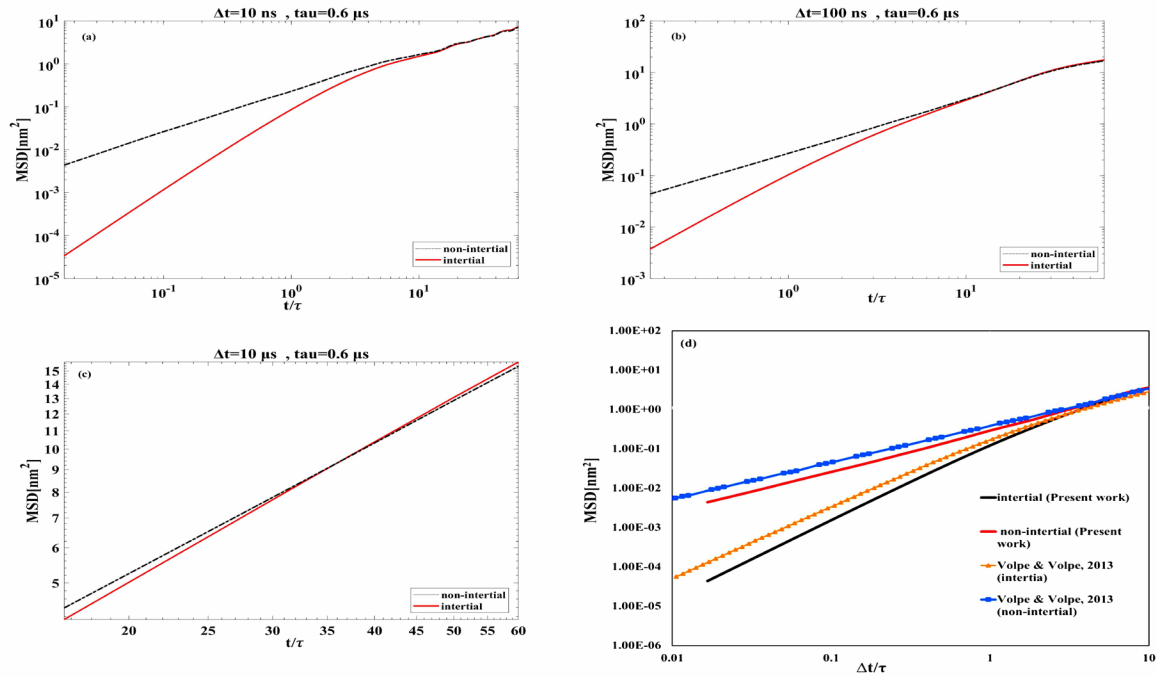 Δt=10 ns , tau=0.6 μs
(a)
MSD[nm²]
10²
10¹
10⁰
10⁻¹
10⁻²
10⁻³
10⁻⁴
10⁻⁵
non-intertial
intertial
10⁻¹
10⁰
10¹
t/τ
Δt=100 ns , tau=0.6 μs
(b)
MSD[nm²]
10²
10¹
10⁰
10⁻¹
10⁻²
10⁻³
non-intertial
intertial
10⁰
10¹
t/τ
Δt=10 μs , tau=0.6 μs
(c)
MSD[nm²]
15
14
13
12
11
10
9
8
7
6
5
non-intertial
intertial
20
25
30
35
40
45
50
55
60
t/τ
(d)
MSD[nm²]
1.00E+02
1.00E+01
1.00E+00
1.00E-01
1.00E-02
1.00E-03
1.00E-04
1.00E-05
1.00E-06
intertial (Present work)
non-intertial (Present
work)
Volpe & Volpe, 2013
(intertia)
Volpe & Volpe, 2013
(non-intertial)
0.01
0.1
1
10
Δt/τ